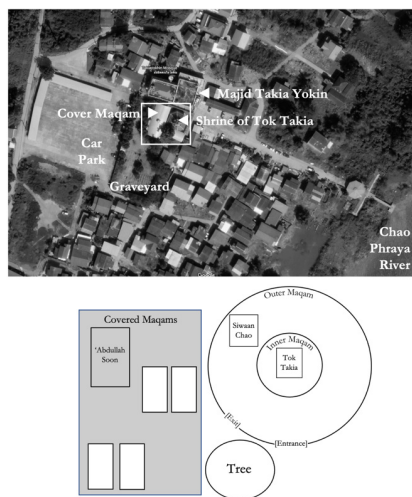 Majid Takia Yokin
Cover Maqam
Shrine of Tok Takia
Car
Park
Graveyard
Chao
Phraya
River
Covered Maqams
'Abdullah
Soon
Outer Maqam
Siwaan
Chao
Inner Maqam
Tok
Takia
[Exit]
[Entrance]
Tree